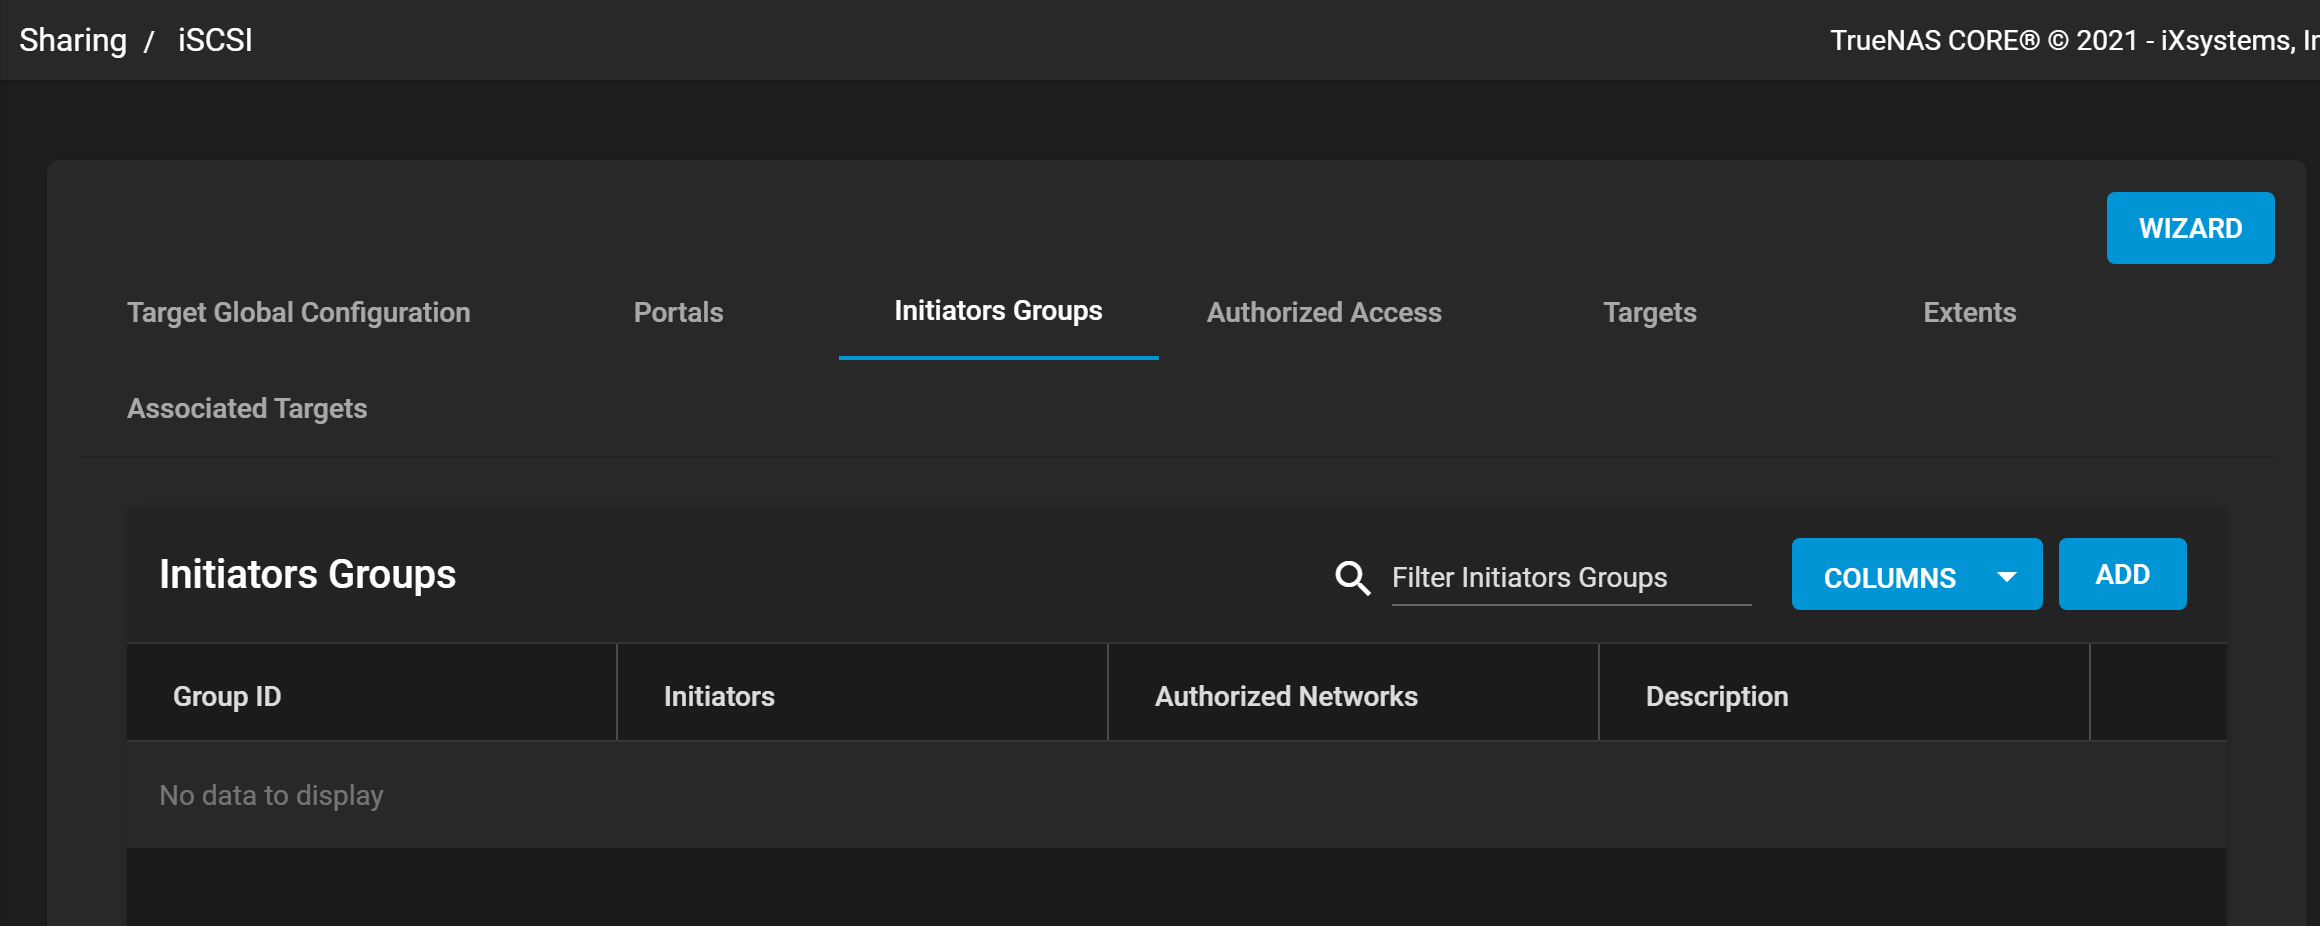 Sharing / iSCSI
TrueNAS CORE® © 2021 - iXsystems,
WIZARD
Target Global Configuration
Portals
Initiators Groups
Authorized Access
Targets
Extents
Associated Targets
Initiators Groups
Filter Initiators Groups
COLUMNS
ADD
Group ID
Initiators
Authorized Networks
Description
No data to display